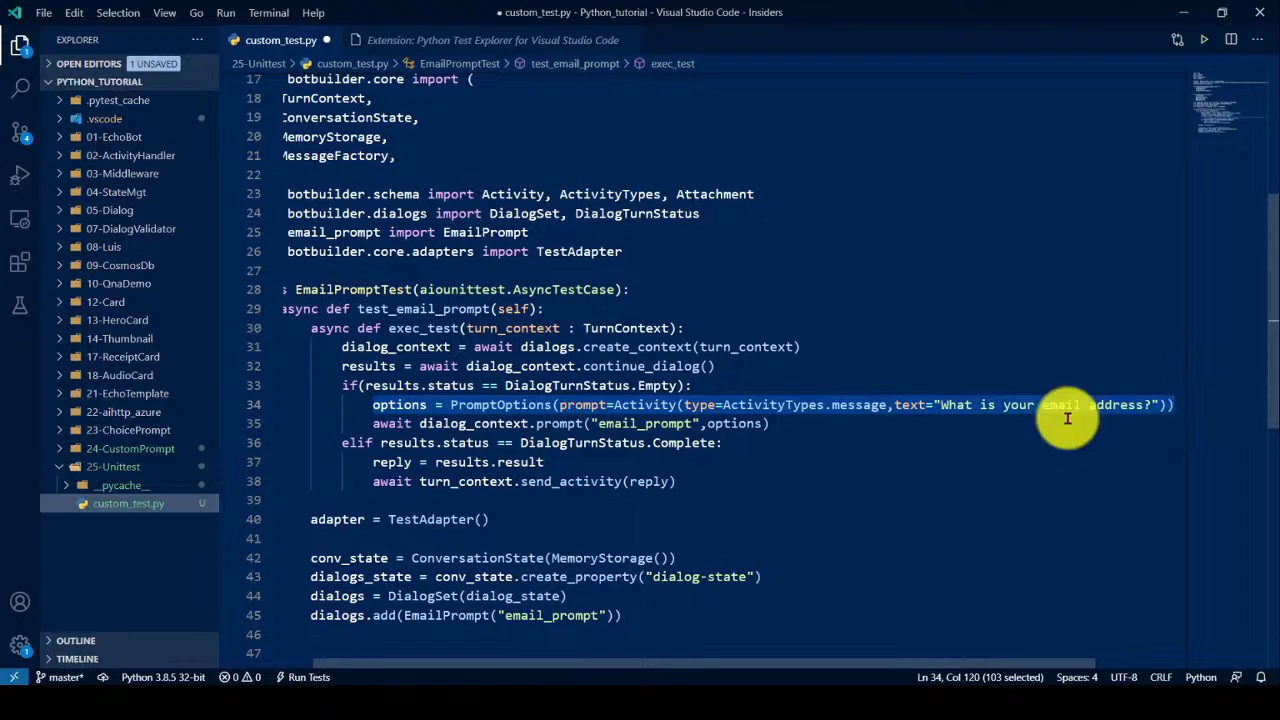 File Edit Selection View Go Run Terminal Help
● custom_test.py - Python_tutorial - Visual Studio Code - Insiders
EXPLORER
custom_test.py
Extension: Python Test Explorer for Visual Studio Code
OPEN EDITORS 1 UNSAVED
25-Unittest > custom_test.py > EmailPromptTest > test_email_prompt > exec_test
PYTHON_TUTORIAL
.pytest_cache
.vscode
01-EchoBot
02-ActivityHandler
03-Middleware
04-StateMgt
05-Dialog
07-DialogValidator
08-Luis
09-CosmosDb
10-QnaDemo
12-Card
13-HeroCard
14-Thumbnail
17-ReceiptCard
18-AudioCard
21-EchoTemplate
22-aihttp_azure
23-ChoicePrompt
24-CustomPrompt
25-Unittest
__pycache__
custom_test.py U
OUTLINE
TIMELINE
1
4
1
17 botbuilder.core import (
18 TurnContext,
19 ConversationState,
20 MemoryStorage,
21 MessageFactory,
22
23 botbuilder.schema import Activity, ActivityTypes, Attachment
24 botbuilder.dialogs import DialogSet, DialogTurnStatus
25 email_prompt import EmailPrompt
26 botbuilder.core.adapters import TestAdapter
27
28 s EmailPromptTest(aiounittest.AsyncTestCase):
29 async def test_email_prompt(self):
30 async def exec_test(turn_context : TurnContext):
31 dialog_context = await dialogs.create_context(turn_context)
32 results = await dialog_context.continue_dialog()
33 if(results.status == DialogTurnStatus.Empty):
34 options = PromptOptions(prompt=Activity(type=ActivityTypes.message,text="What is your email address?"))
35 await dialog_context.prompt("email_prompt",options)
36 elif results.status == DialogTurnStatus.Complete:
37 reply = results.result
38 await turn_context.send_activity(reply)
39
40 adapter = TestAdapter()
41
42 conv_state = ConversationState(MemoryStorage())
43 dialogs_state = conv_state.create_property("dialog-state")
44 dialogs = DialogSet(dialog_state)
45 dialogs.add(EmailPrompt("email_prompt"))
46
47
master* Python 3.8.5 32-bit 0 0 Run Tests Ln 34, Col 120 (103 selected) Spaces: 4 UTF-8 CRLF Python